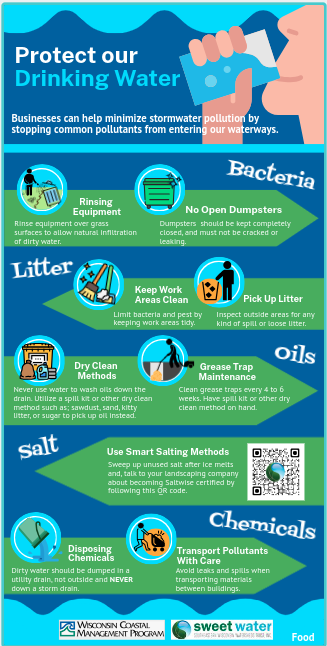 Protect our
Drinking Water
Businesses can help minimize stormwater pollution by
stopping common pollutants from entering our waterways.
Bacteria
Rinsing
Equipment
Rinse equipment over grass
surfaces to allow natural infiltration
of dirty water.
No Open Dumpsters
Dumpsters should be kept completely
closed, and must not be cracked or
leaking.
Litter
Keep Work
Areas Clean
Limit bacteria and pest by
keeping work areas tidy.
Pick Up Litter
Inspect outside areas for any
kind of spill or loose litter.
Oils
Dry Clean
Methods
Never use water to wash oils down the
drain. Utilize a spill kit or other dry clean
method such as; sawdust, sand, kitty
litter, or sugar to pick up oil instead.
Grease Trap
Maintenance
Clean grease traps every 4 to 6
weeks. Have spill kit or other dry
clean method on hand.
Salt
Use Smart Salting Methods
Sweep up unused salt after ice melts
and, talk to your landscaping company
about becoming Saltwise certified by
following this QR code.
Chemicals
Disposing
Chemicals
Dirty water should be dumped in a
utility drain, not outside and NEVER
down a storm drain.
Transport Pollutants
With Care
Avoid leaks and spills when
transporting materials
between buildings.
Wisconsin Coastal
Management Program
sweet water
Food